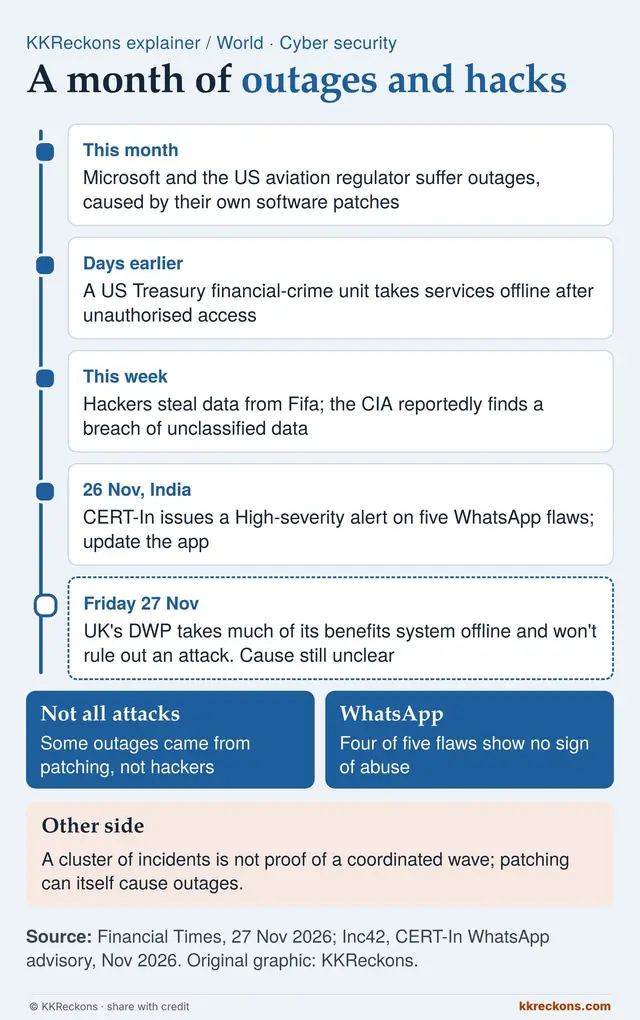 KKReckons explainer / World · Cyber security
A month of outages and hacks
This month
Microsoft and the US aviation regulator suffer outages,
caused by their own software patches
Days earlier
A US Treasury financial-crime unit takes services offline after
unauthorised access
This week
Hackers steal data from Fifa; the CIA reportedly finds a
breach of unclassified data
26 Nov, India
CERT-In issues a High-severity alert on five WhatsApp flaws;
update the app
Friday 27 Nov
UK's DWP takes much of its benefits system offline and won't
rule out an attack. Cause still unclear
Not all attacks
Some outages came from
patching, not hackers
WhatsApp
Four of five flaws show no sign
of abuse
Other side
A cluster of incidents is not proof of a coordinated wave; patching
can itself cause outages.
Source: Financial Times, 27 Nov 2026; Inc42, CERT-In WhatsApp
advisory, Nov 2026. Original graphic: KKReckons.
© KKReckons · share with credit
kkreckons.com